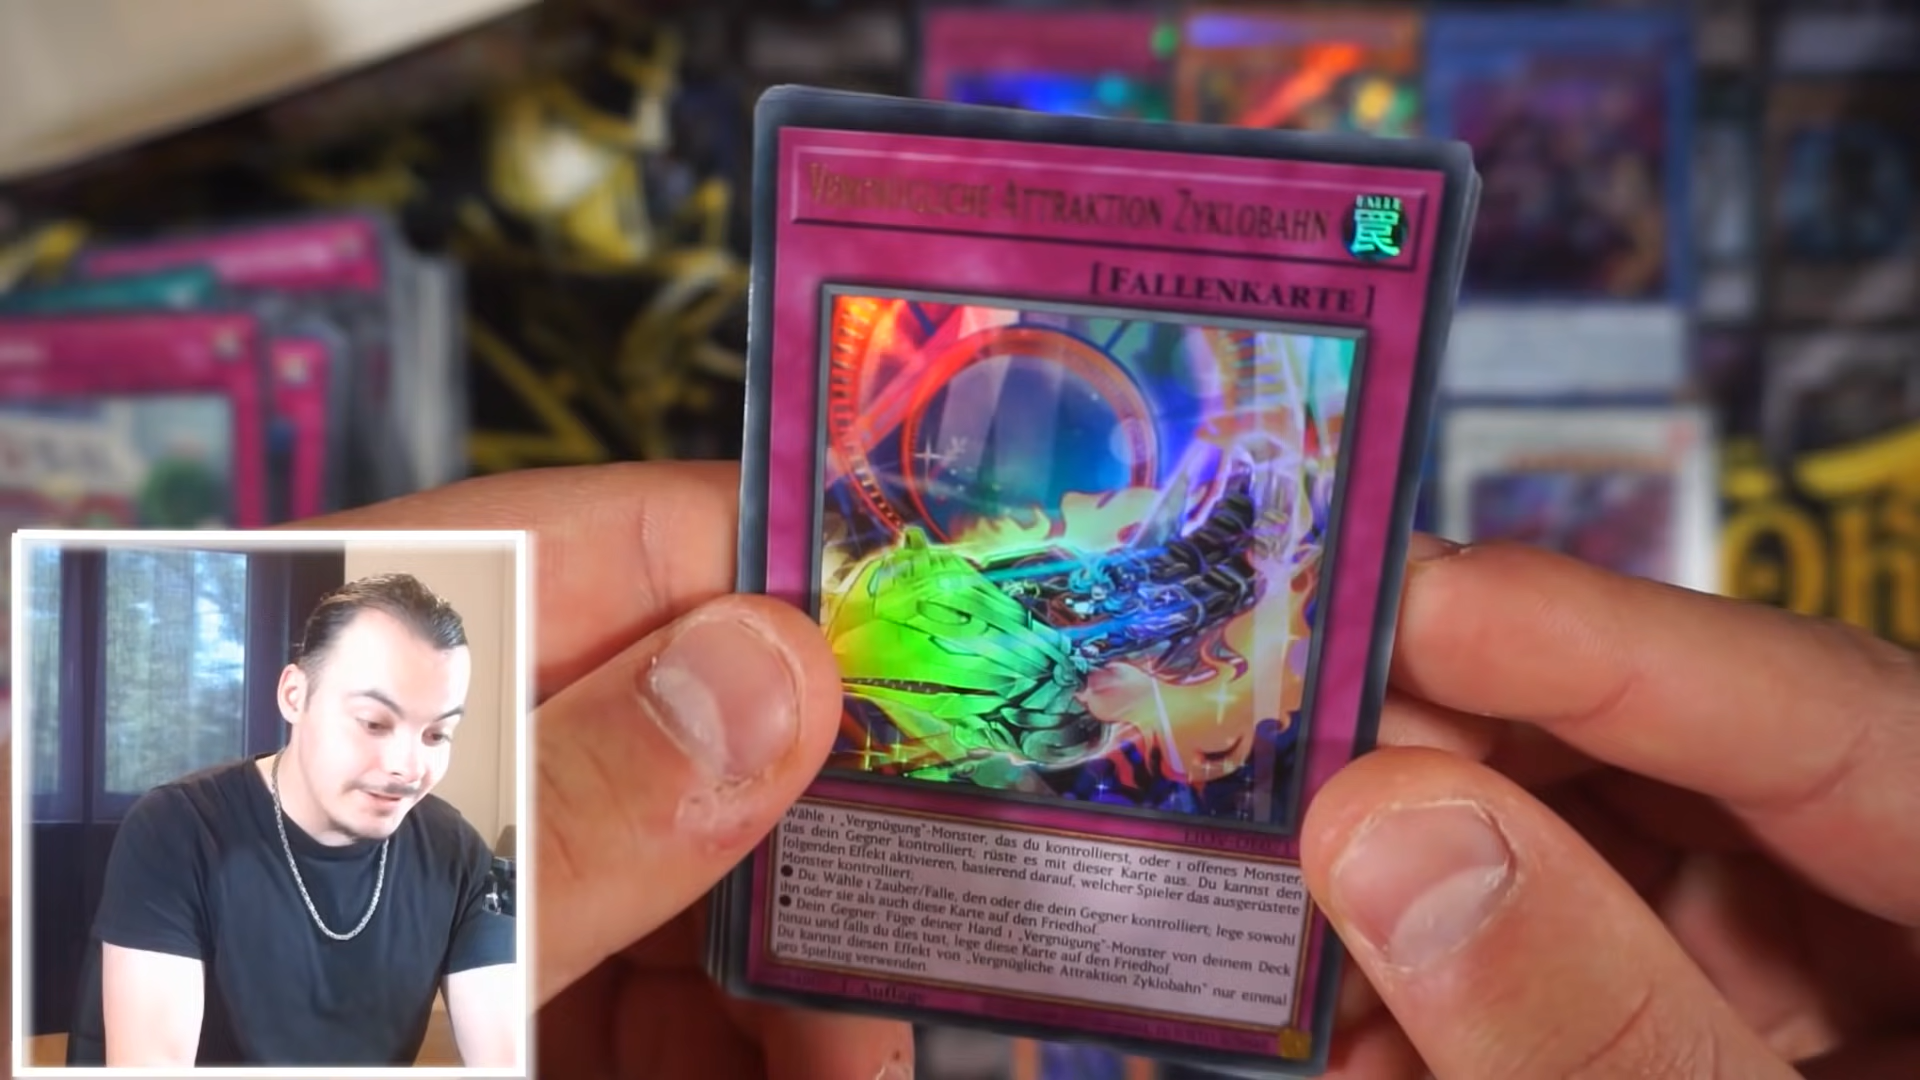 Vergnügliche Attraktion Zyklobahn
FALLE
罠
[FALLENKARTE]
Wähle 1 „Vergnügung"-Monster, das du kontrollierst, oder 1 offenes Monster,
das dein Gegner kontrolliert; rüste es mit dieser Karte aus. Du kannst den
folgenden Effekt aktivieren, basierend darauf, welcher Spieler das ausgerüstete
Monster kontrolliert;
● Du: Wähle 1 Zauber/Falle, den oder die dein Gegner kontrolliert; lege sowohl
ihn oder sie als auch diese Karte auf den Friedhof.
● Dein Gegner: Füge deiner Hand 1 „Vergnügung"-Monster von deinem Deck
hinzu und falls du dies tust, lege diese Karte auf den Friedhof.
Du kannst diesen Effekt von „Vergnügliche Attraktion Zyklobahn" nur einmal
pro Spielzug verwenden.
1. Auflage